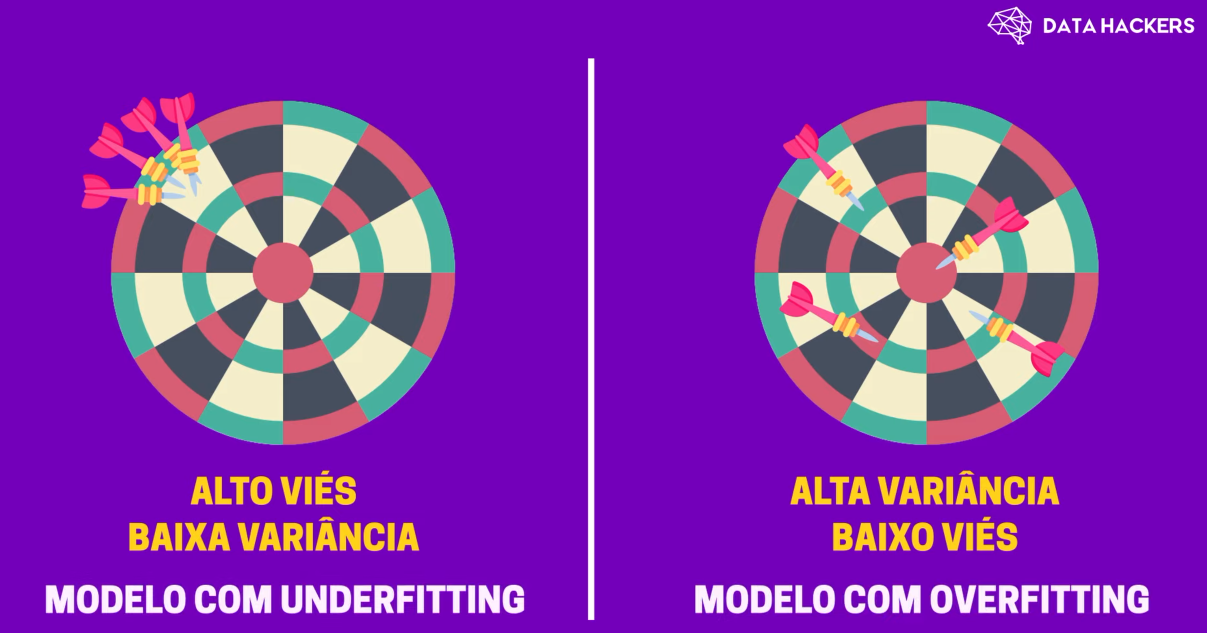 DATA HACKERS
ALTO VIÉS
BAIXA VARIÂNCIA
MODELO COM UNDERFITTING
ALTA VARIÂNCIA
BAIXO VIÉS
MODELO COM OVERFITTING